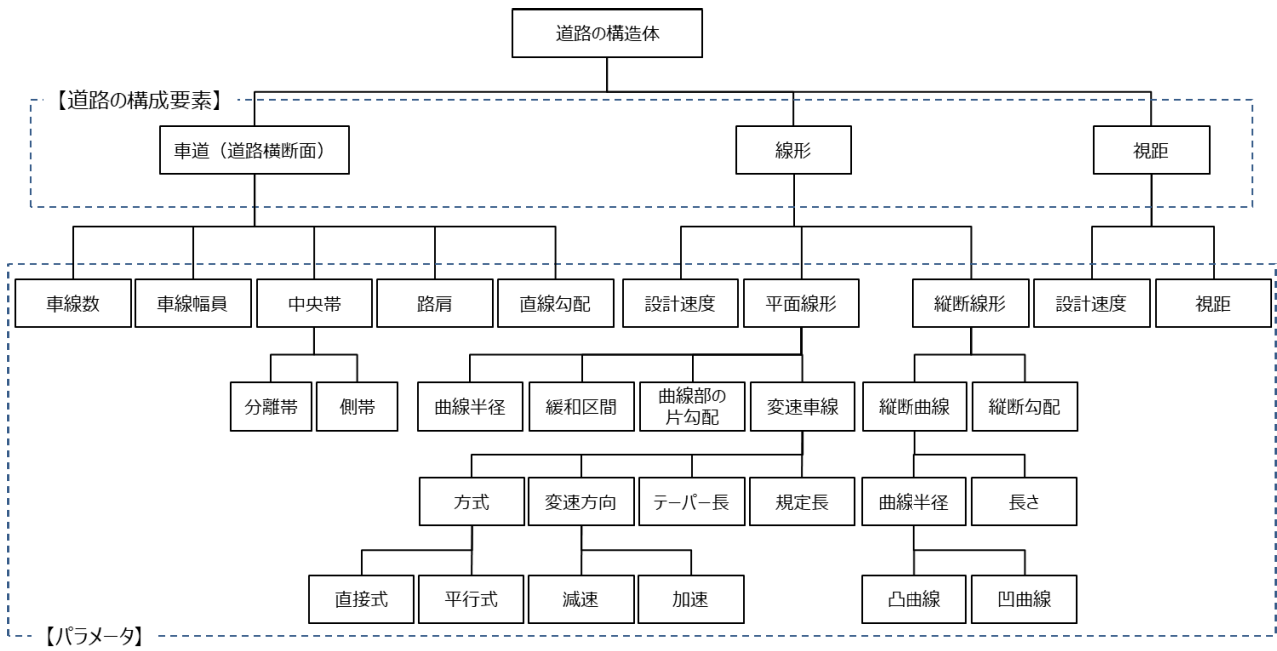 道路の構造体
【道路の構成要素】
車道（道路横断面）
線形
視距
車線数
車線幅員
中央帯
路肩
直線勾配
設計速度
平面線形
縦断線形
設計速度
視距
分離帯
側帯
曲線半径
緩和区間
曲線部の
片勾配
変速車線
縦断曲線
縦断勾配
方式
変速方向
テーパー長
規定長
曲線半径
長さ
直接式
平行式
減速
加速
凸曲線
凹曲線
【パラメータ】